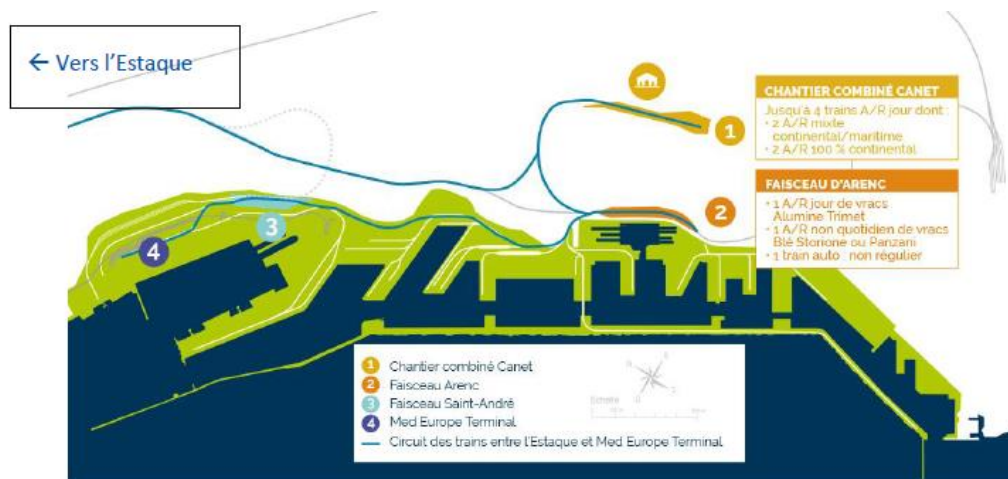 ← Vers l'Estaque
CHANTIER COMBINÉ CANET
Jusqu'à 4 trains A/R jour dont :
• 2 A/R mixte
continental/maritime
• 2 A/R 100 % continental
1
FAISCEAU D'ARENC
• 1 A/R jour de vracs
Alumine Trimet
• 1 A/R non quotidien de vracs
Blé Storione ou Panzani
• 1 train auto : non régulier
2
3
4
1 Chantier combiné Canet
2 Faisceau Arenc
3 Faisceau Saint-André
4 Med Europe Terminal
Circuit des trains entre l'Estaque et Med Europe Terminal